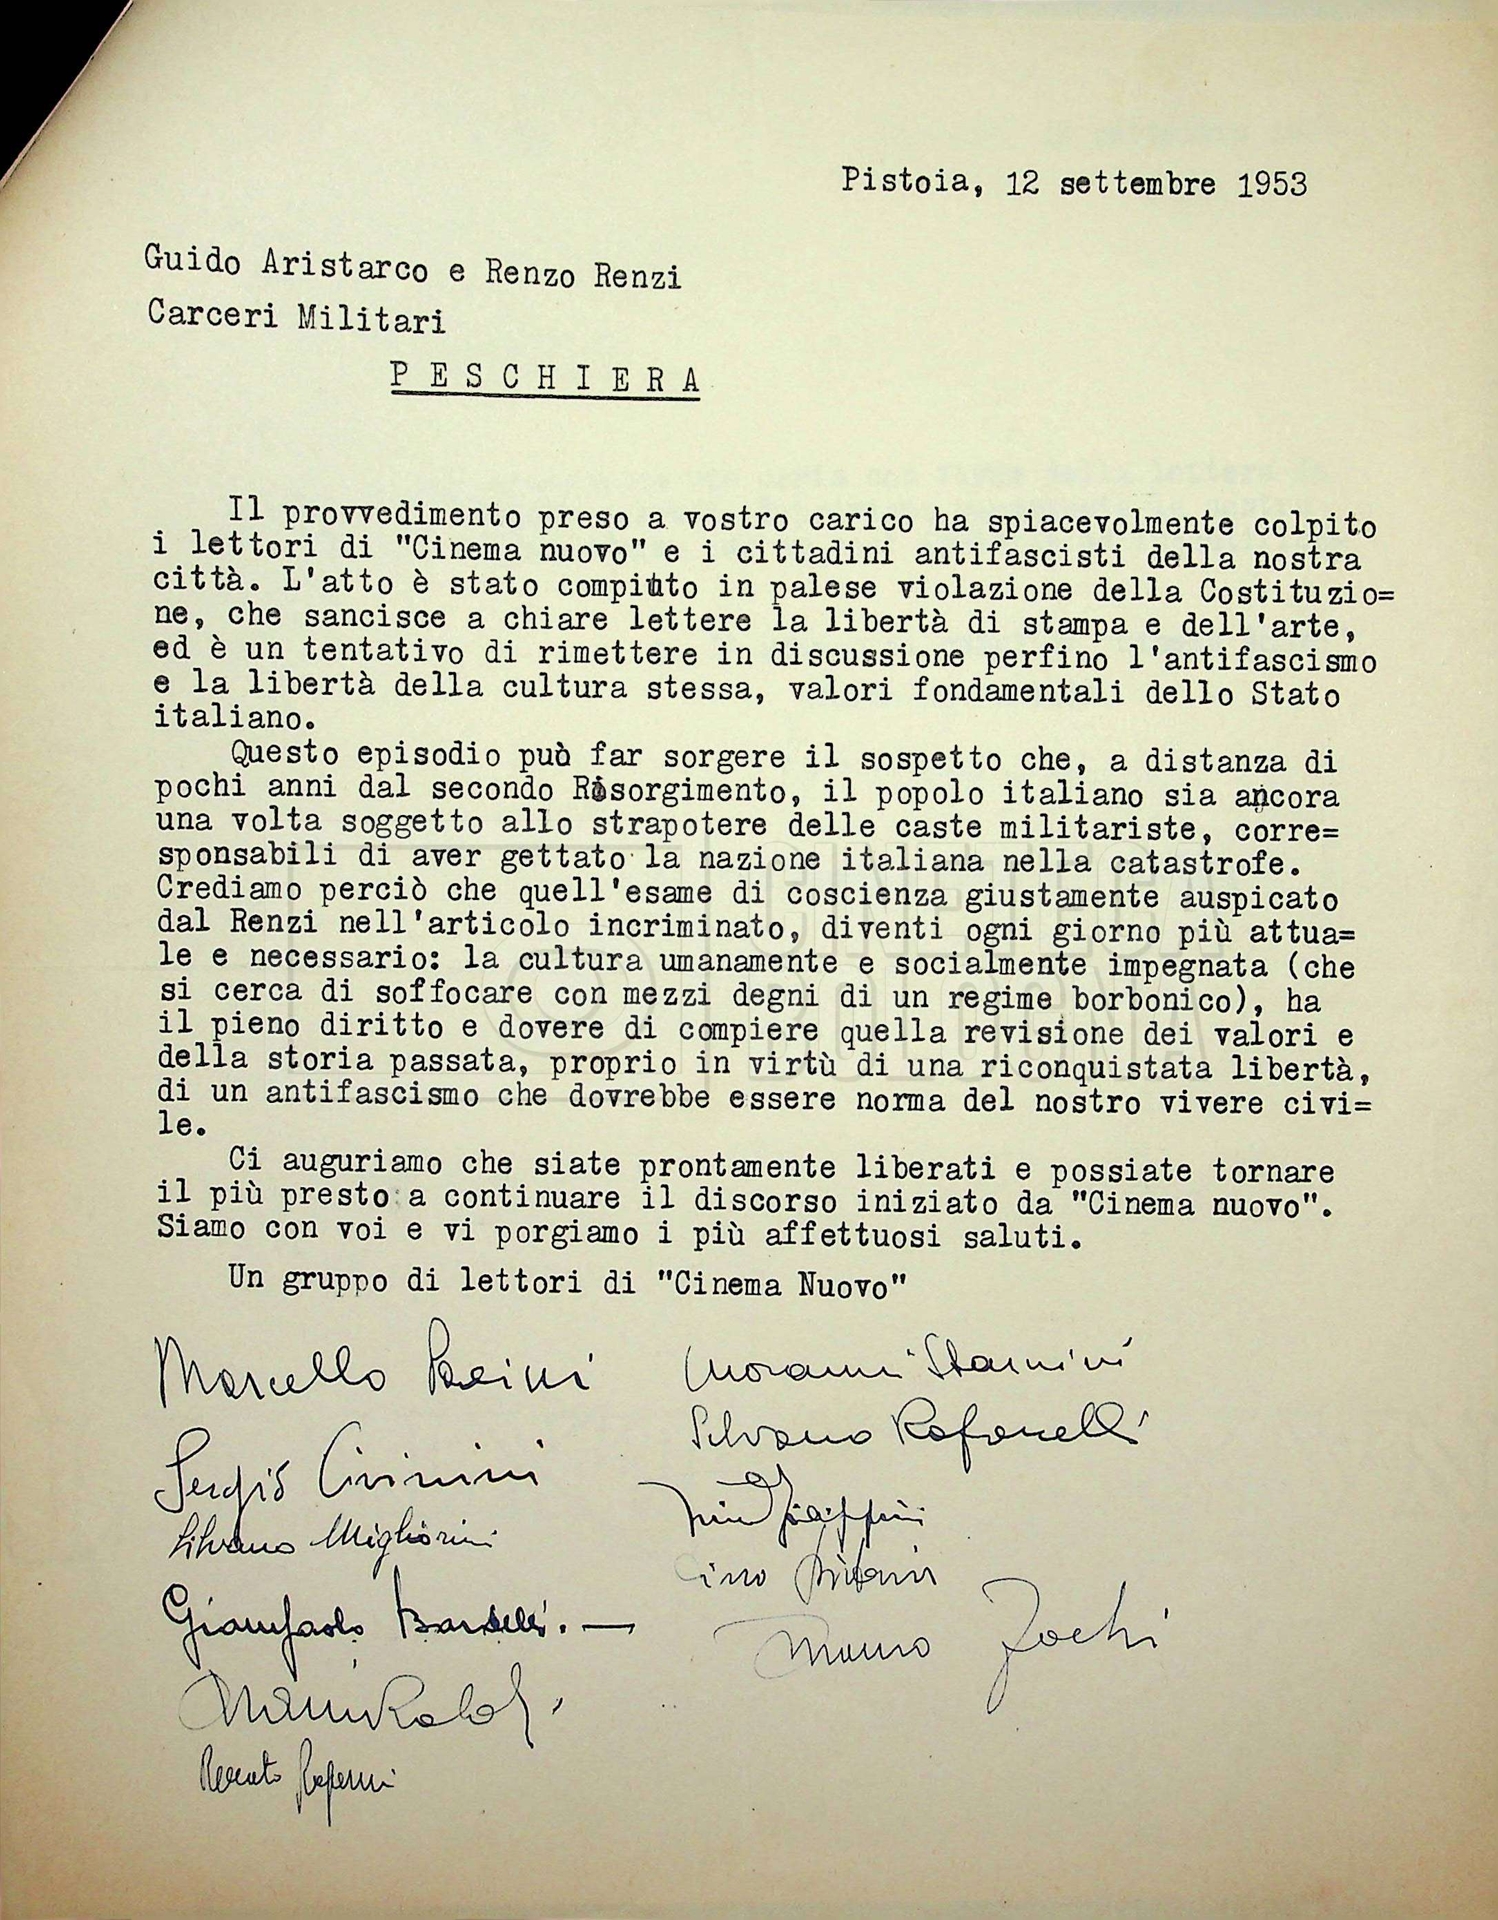 Pistoia, 12 settembre 1953
Guido Aristarco e Renzo Renzi
Carceri Militari
P E S C H I E R A
Il provvedimento preso a vostro carico ha spiacevolmente colpito
i lettori di "Cinema nuovo" e i cittadini antifascisti della nostra
città. L'atto è stato compiuto in palese violazione della Costituzio=
ne, che sancisce a chiare lettere la libertà di stampa e dell'arte,
ed è un tentativo di rimettere in discussione perfino l'antifascismo
e la libertà della cultura stessa, valori fondamentali dello Stato
italiano.
Questo episodio può far sorgere il sospetto che, a distanza di
pochi anni dal secondo Risorgimento, il popolo italiano sia ancora
una volta soggetto allo strapotere delle caste militariste, corre=
sponsabili di aver gettato la nazione italiana nella catastrofe.
Crediamo perciò che quell'esame di coscienza giustamente auspicato
dal Renzi nell'articolo incriminato, diventi ogni giorno più attua=
le e necessario: la cultura umanamente e socialmente impegnata (che
si cerca di soffocare con mezzi degni di un regime borbonico), ha
il pieno diritto e dovere di compiere quella revisione dei valori e
della storia passata, proprio in virtù di una riconquistata libertà,
di un antifascismo che dovrebbe essere norma del nostro vivere civi=
le.
Ci auguriamo che siate prontamente liberati e possiate tornare
il più presto a continuare il discorso iniziato da "Cinema nuovo".
Siamo con voi e vi porgiamo i più affettuosi saluti.
Un gruppo di lettori di "Cinema Nuovo"
Marcello
Silvano Rafanelli
Sergio Civinini
Silvano Migliorini
Gianpaolo
Mauro
Renato